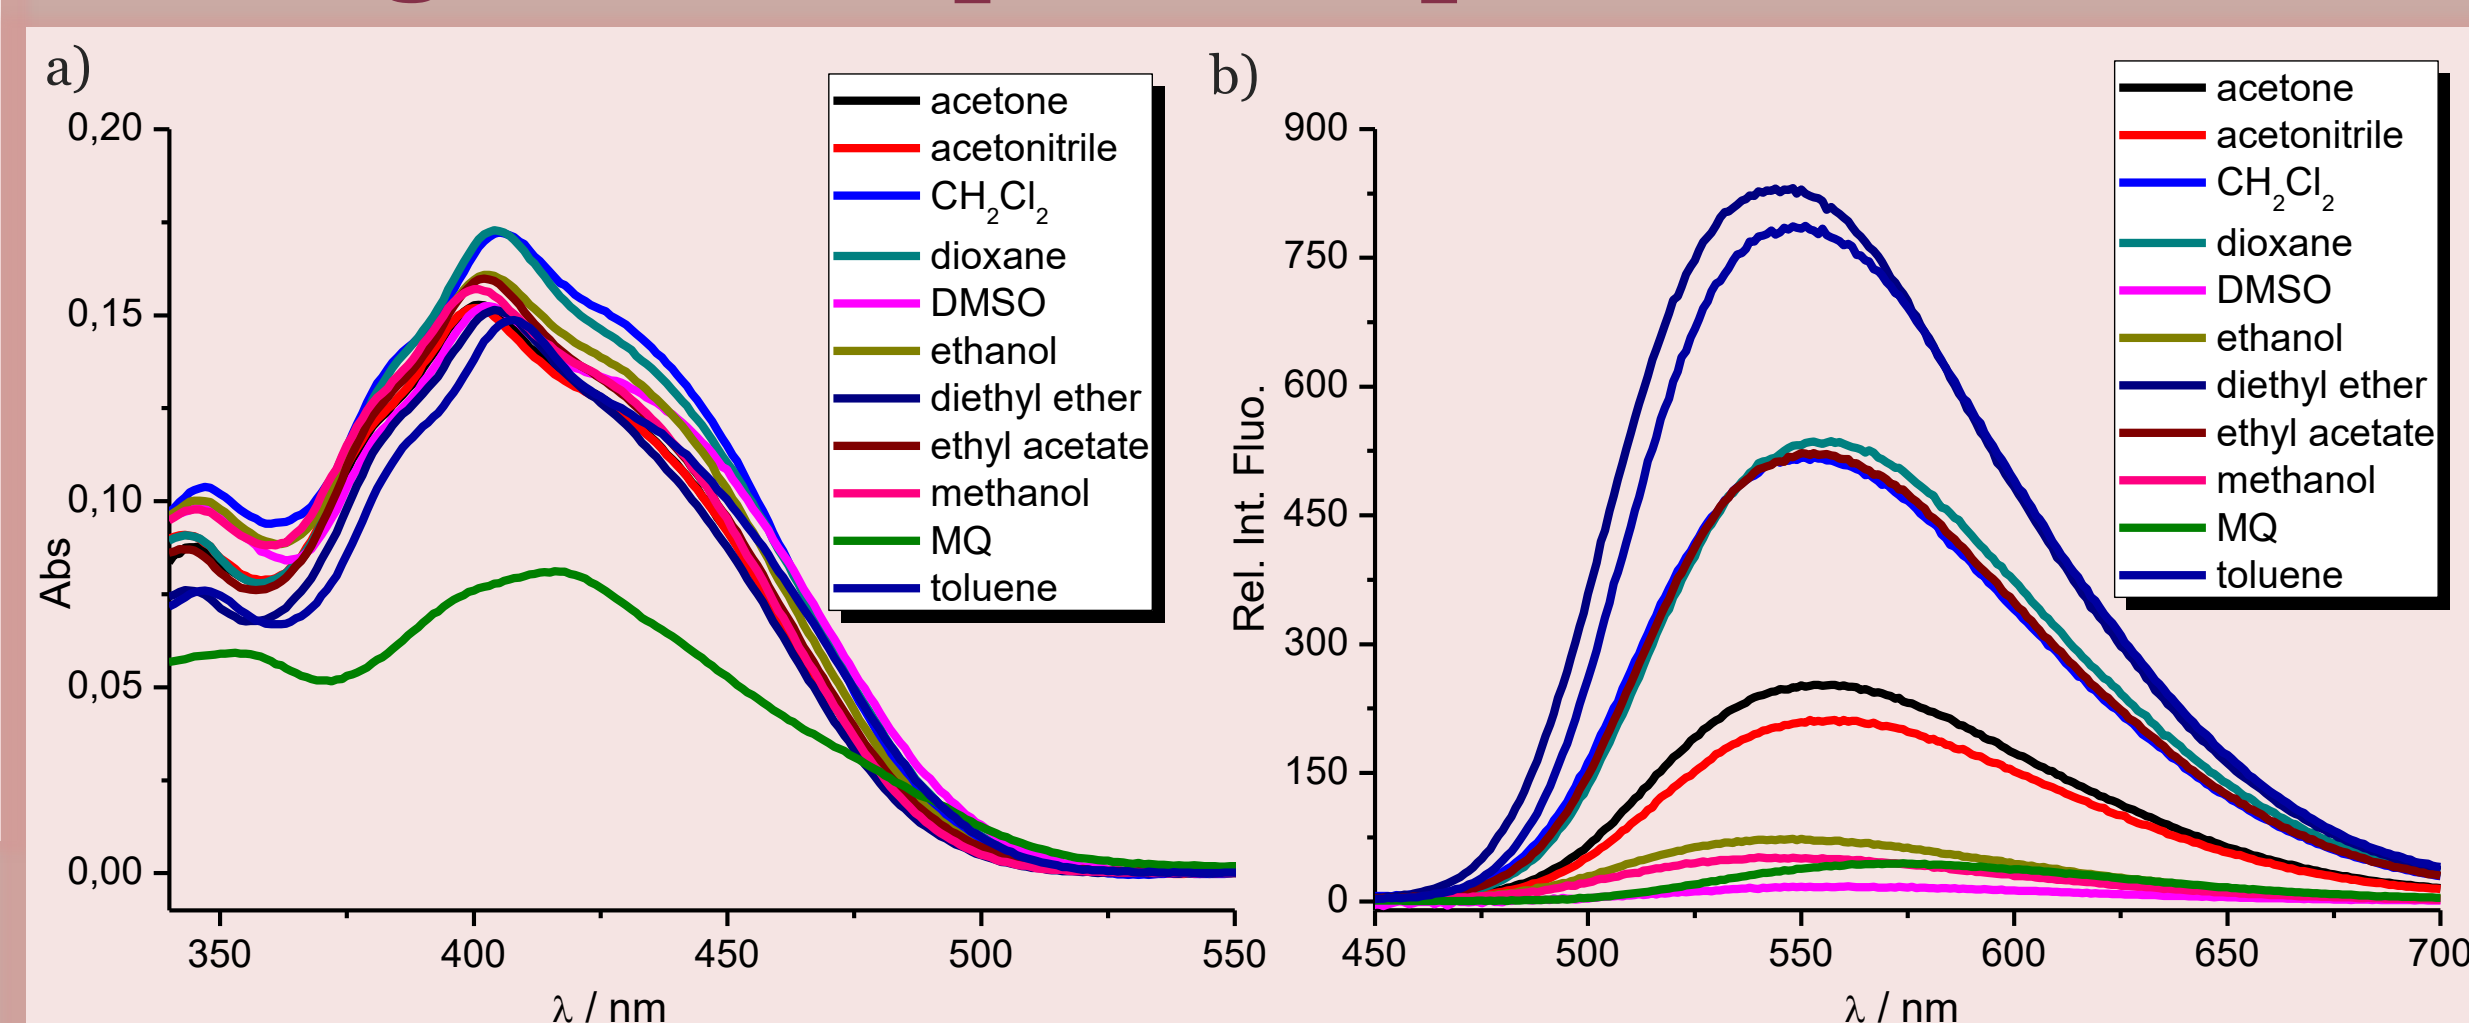 a)
0,20
0,15
0,10
0,05
0,00
Abs
350 400 450 500 550
λ / nm
acetone
acetonitrile
CH₂Cl₂
dioxane
DMSO
ethanol
diethyl ether
ethyl acetate
methanol
MQ
toluene
b)
900
750
600
450
300
150
0
Rel. Int. Fluo.
450 500 550 600 650 700
λ / nm
acetone
acetonitrile
CH₂Cl₂
dioxane
DMSO
ethanol
diethyl ether
ethyl acetate
methanol
MQ
toluene